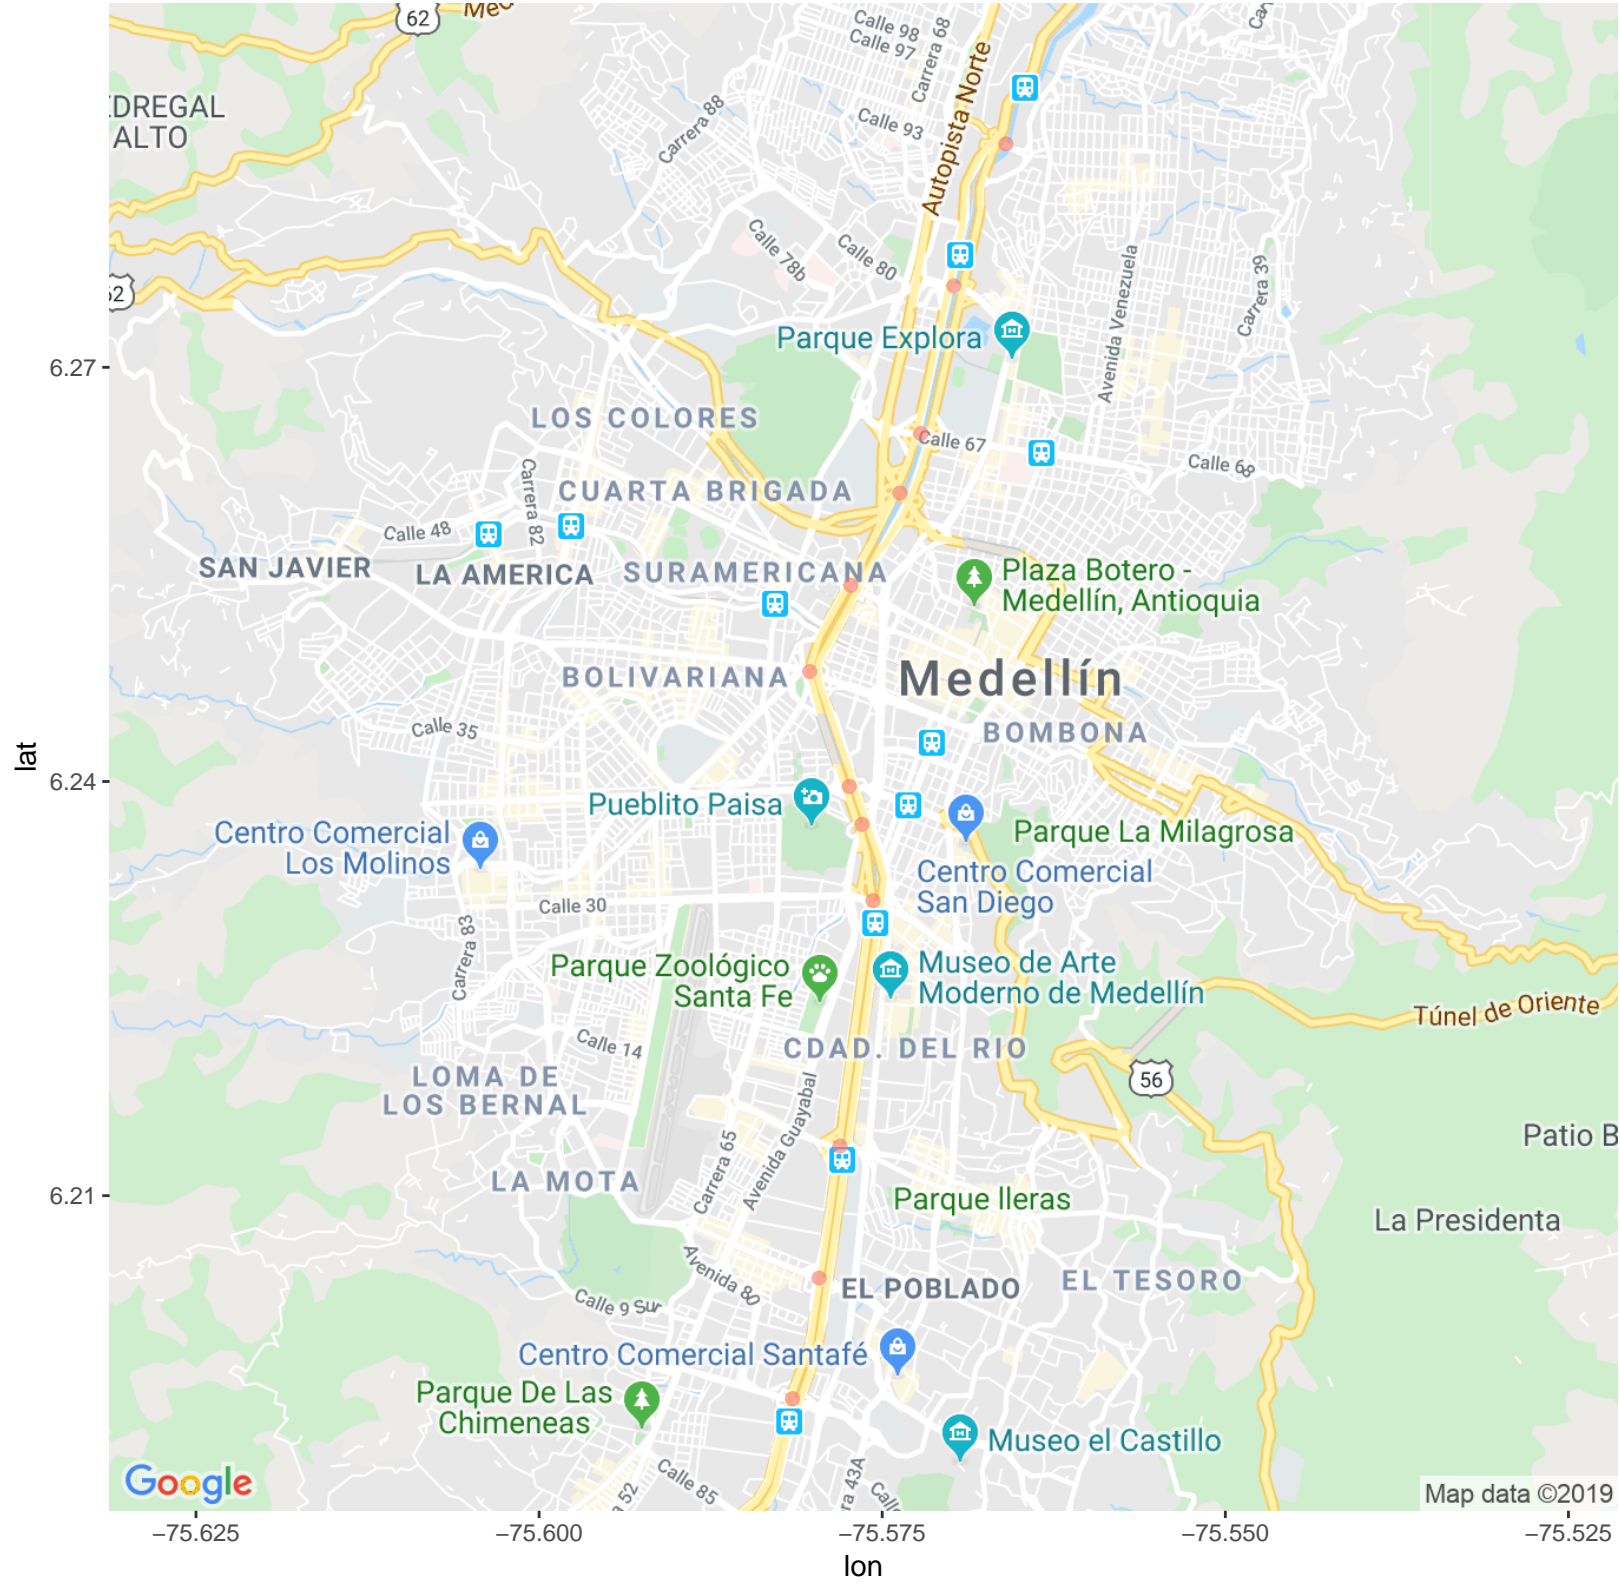 62
Calle 98
Calle 97
Carrera 68
Autopista Norte
EDREGAL
ALTO
Carrera 88
Calle 93
Calle 78b
Calle 80
Avenida Venezuela
Carrera 39
Parque Explora
6.27
LOS COLORES
Calle 67
Calle 68
CUARTA BRIGADA
Carrera 82
Calle 48
SAN JAVIER
LA AMERICA
SURAMERICANA
Plaza Botero -
Medellín, Antioquia
BOLIVARIANA
Medellín
Calle 35
BOMBONA
lat
6.24
Pueblito Paisa
Centro Comercial
Los Molinos
Parque La Milagrosa
Centro Comercial
San Diego
Calle 30
Carrera 83
Parque Zoológico
Santa Fe
Museo de Arte
Moderno de Medellín
Túnel de Oriente
Calle 14
CDAD. DEL RIO
LOMA DE
LOS BERNAL
56
Avenida Guayabal
Carrera 65
Patio B
LA MOTA
6.21
Parque lleras
La Presidenta
Avenida 80
EL POBLADO
EL TESORO
Calle 9 Sur
Centro Comercial Santafé
Parque De Las
Chimeneas
Museo el Castillo
Calle 85
43A
52
Google
Map data ©2019
−75.625
−75.600
−75.575
−75.550
−75.525
lon